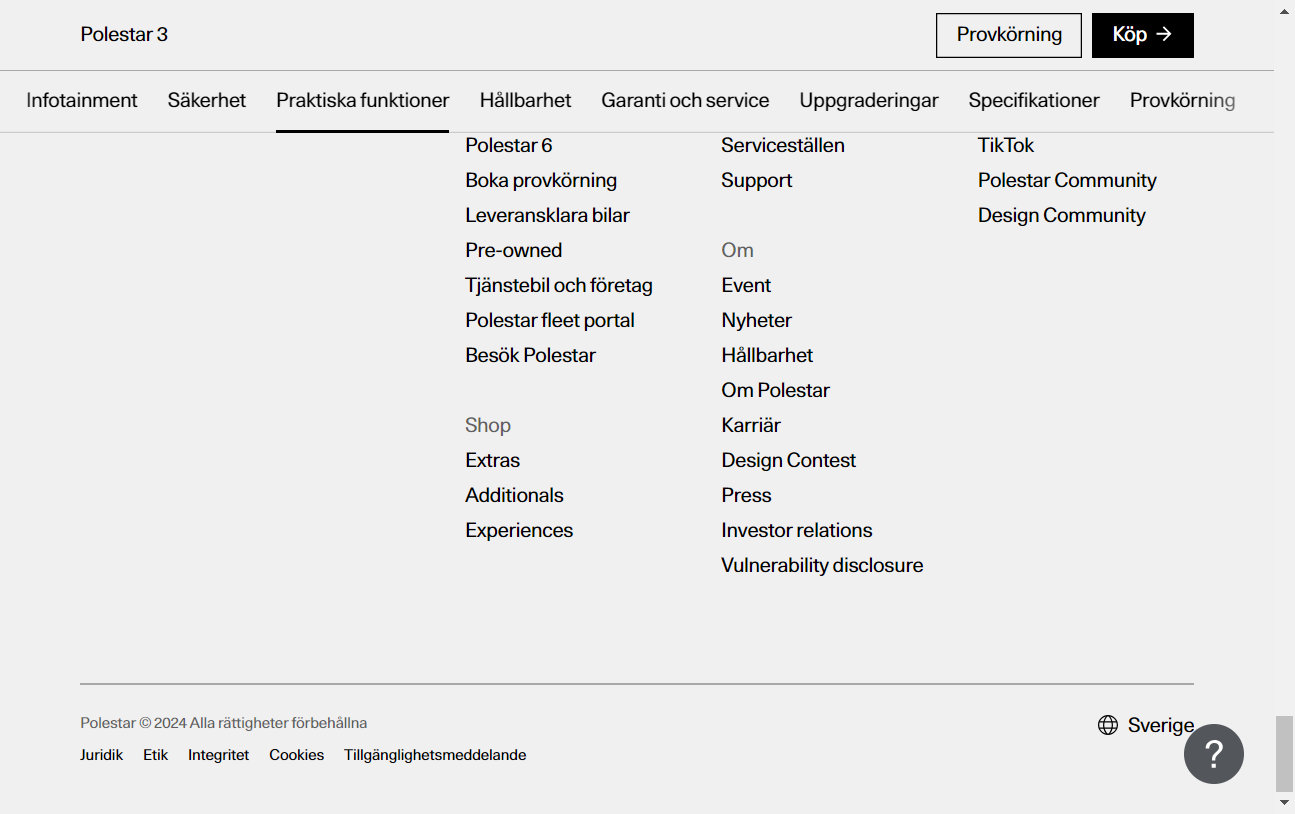 Polestar 3
Provkörning
Köp →
Infotainment Säkerhet Praktiska funktioner Hållbarhet Garanti och service Uppgraderingar Specifikationer Provkörning
Polestar 6
Boka provkörning
Leveransklara bilar
Pre-owned
Tjänstebil och företag
Polestar fleet portal
Besök Polestar
Shop
Extras
Additionals
Experiences
Serviceställen
Support
Om
Event
Nyheter
Hållbarhet
Om Polestar
Karriär
Design Contest
Press
Investor relations
Vulnerability disclosure
TikTok
Polestar Community
Design Community
Polestar © 2024 Alla rättigheter förbehållna
Juridik Etik Integritet Cookies Tillgänglighetsmeddelande
Sverige
?